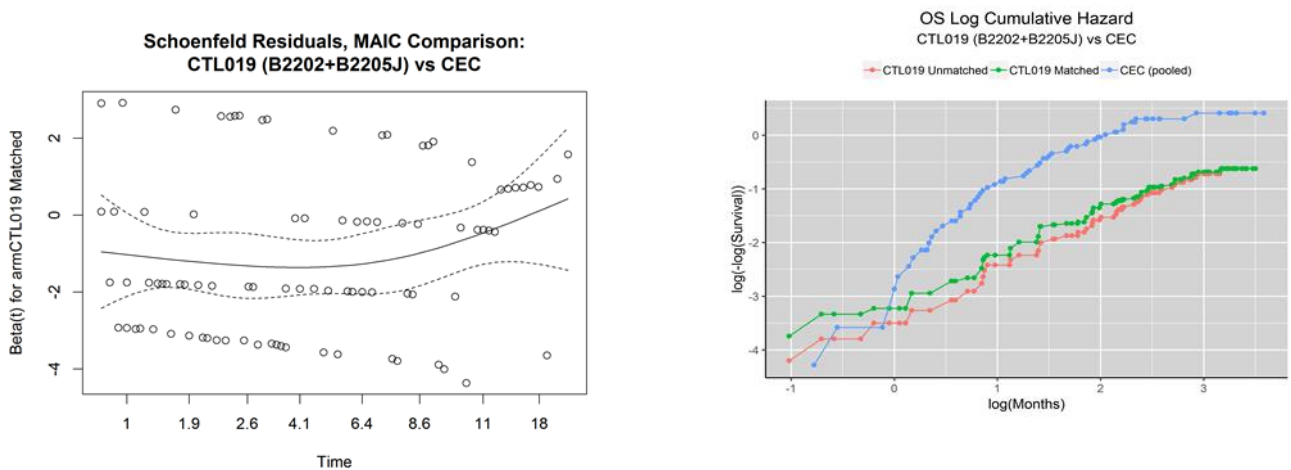 Schoenfeld Residuals, MAIC Comparison:
CTL019 (B2202+B2205J) vs CEC
Beta(t) for armCTL019 Matched
2
0
-2
-4
1 1.9 2.6 4.1 6.4 8.6 11 18
Time
OS Log Cumulative Hazard
CTL019 (B2202+B2205J) vs CEC
CTL019 Unmatched CTL019 Matched CEC (pooled)
log(-log(Survival))
0
-1
-2
-3
-4
-1 0 1 2 3
log(Months)